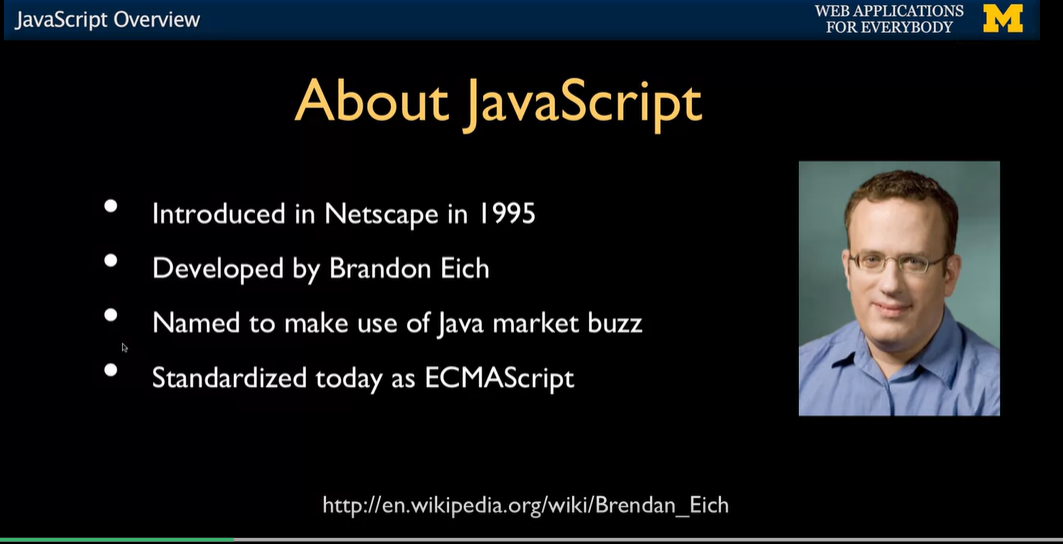 JavaScript Overview
WEB APPLICATIONS
FOR EVERYBODY
M
About JavaScript
• Introduced in Netscape in 1995
• Developed by Brandon Eich
• Named to make use of Java market buzz
• Standardized today as ECMAScript
http://en.wikipedia.org/wiki/Brendan_Eich